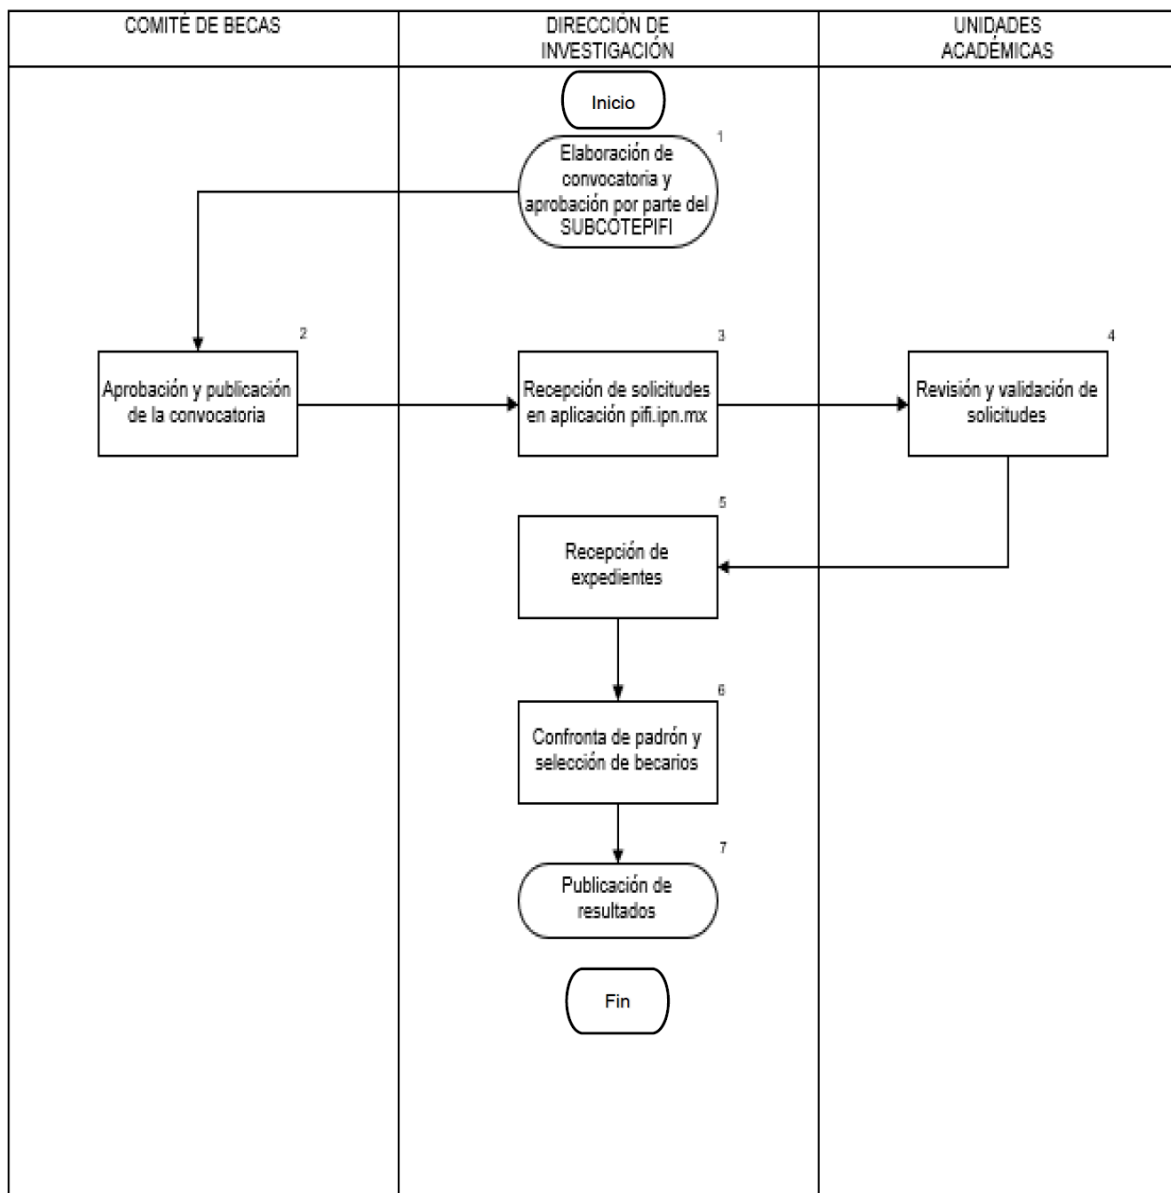 COMITÉ DE BECAS
DIRECCIÓN DE
INVESTIGACIÓN
UNIDADES
ACADÉMICAS
Inicio
1
Elaboración de
convocatoria y
aprobación por parte del
SUBCOTEPIFI
2
Aprobación y publicación
de la convocatoria
3
Recepción de solicitudes
en aplicación pifi.ipn.mx
4
Revisión y validación de
solicitudes
5
Recepción de
expedientes
6
Confronta de padrón y
selección de becarios
7
Publicación de
resultados
Fin